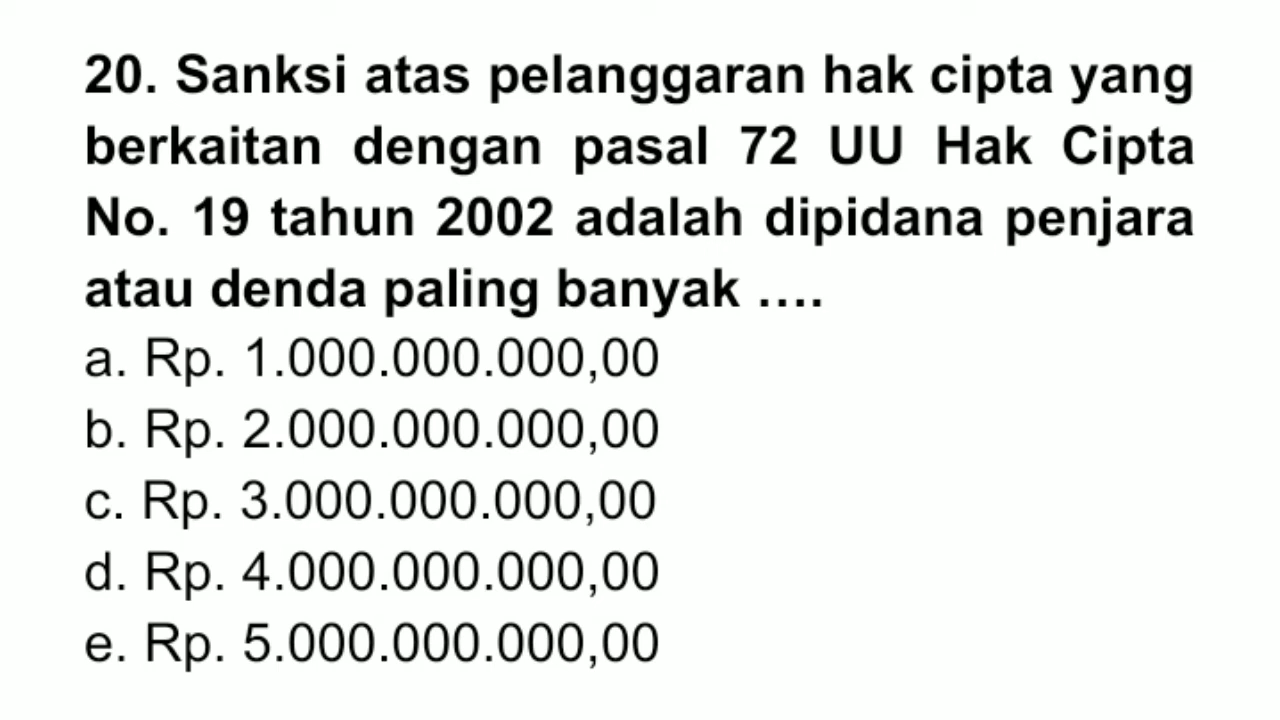 20. Sanksi atas pelanggaran hak cipta yang
berkaitan dengan pasal 72 UU Hak Cipta
No. 19 tahun 2002 adalah dipidana penjara
atau denda paling banyak ....
a. Rp. 1.000.000.000,00
b. Rp. 2.000.000.000,00
c. Rp. 3.000.000.000,00
d. Rp. 4.000.000.000,00
e. Rp. 5.000.000.000,00